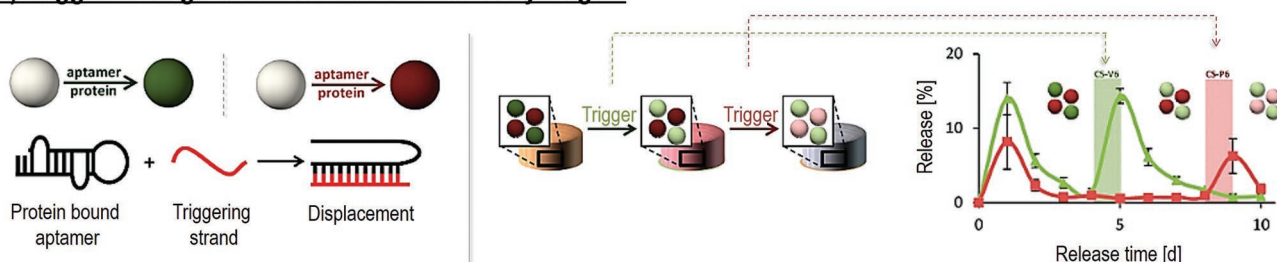 aptamer
protein
aptamer
protein
+
Protein bound
aptamer
Triggering
strand
Displacement
Trigger
Trigger
Release [%]
20
10
0
CS-V6
CS-P6
0
5
10
Release time [d]